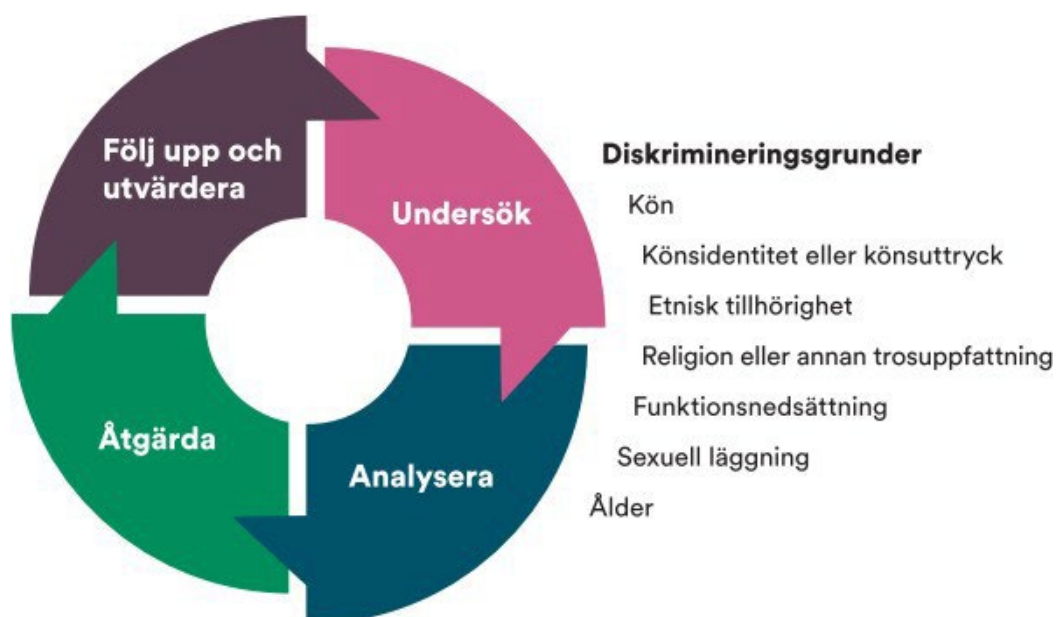 Följ upp och
utvärdera
Undersök
Analysera
Åtgärda
Diskrimineringsgrunder
Kön
Könsidentitet eller könsuttryck
Etnisk tillhörighet
Religion eller annan trosuppfattning
Funktionsnedsättning
Sexuell läggning
Ålder